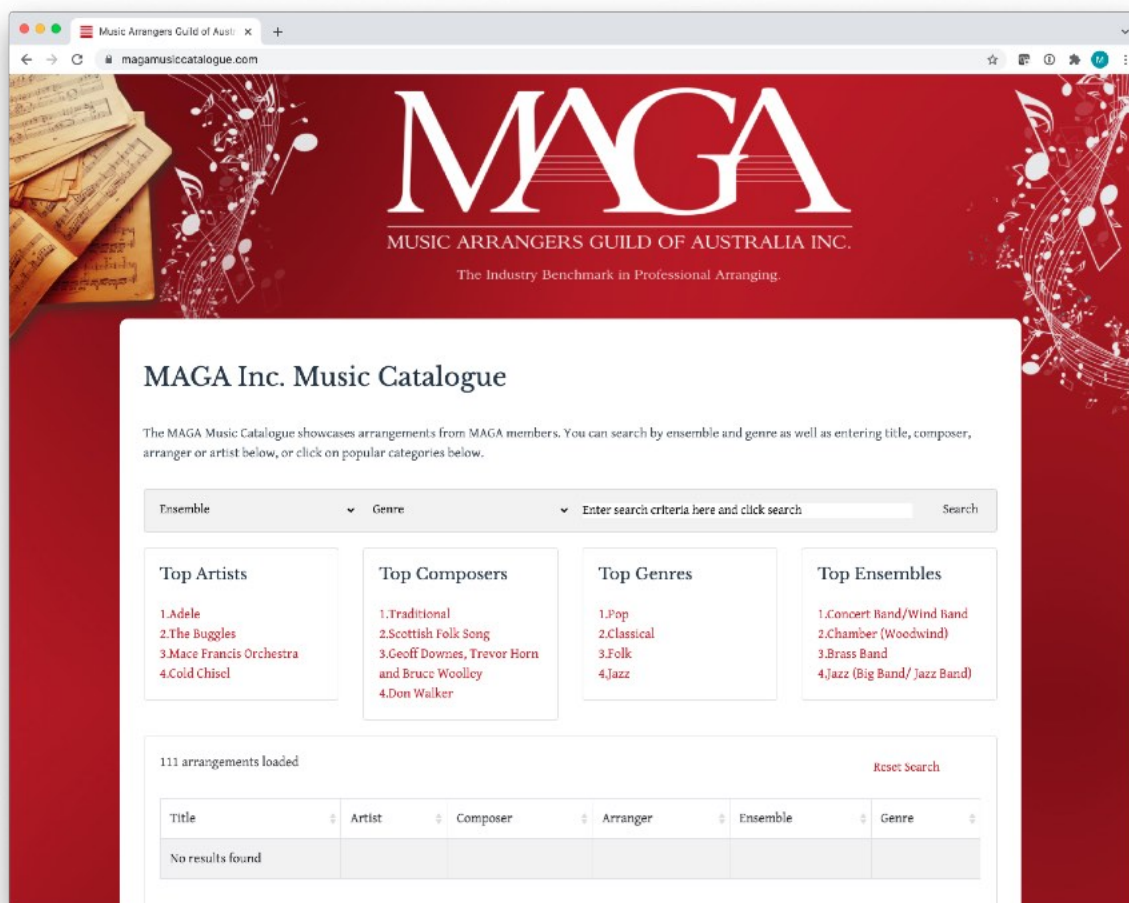 Music Arrangers Guild of Austr
magamusiccatalogue.com
M
MAGA
MUSIC ARRANGERS GUILD OF AUSTRALIA INC.
The Industry Benchmark in Professional Arranging.
MAGA Inc. Music Catalogue
The MAGA Music Catalogue showcases arrangements from MAGA members. You can search by ensemble and genre as well as entering title, composer,
arranger or artist below, or click on popular categories below.
Ensemble Genre Enter search criteria here and click search Search
Top Artists
1.Adele
2.The Buggles
3.Mace Francis Orchestra
4.Cold Chisel
Top Composers
1.Traditional
2.Scottish Folk Song
3.Geoff Downes, Trevor Horn
and Bruce Woolley
4.Don Walker
Top Genres
1.Pop
2.Classical
3.Folk
4.Jazz
Top Ensembles
1.Concert Band/Wind Band
2.Chamber (Woodwind)
3.Brass Band
4.Jazz (Big Band/ Jazz Band)
111 arrangements loaded
Reset Search
Title Artist Composer Arranger Ensemble Genre
No results found